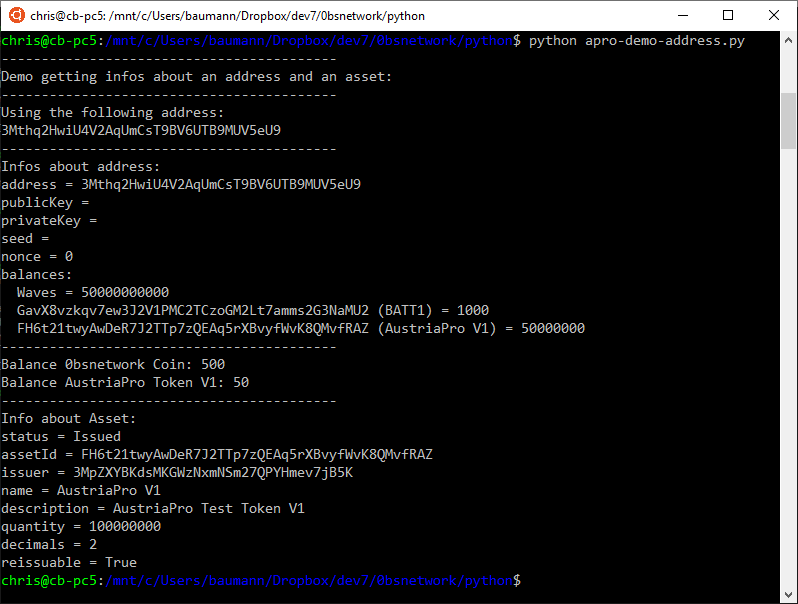 chris@cb-pc5: /mnt/c/Users/baumann/Dropbox/dev7/0bsnetwork/python
chris@cb-pc5:/mnt/c/Users/baumann/Dropbox/dev7/0bsnetwork/python$ python apro-demo-address.py
------------------------------------------
Demo getting infos about an address and an asset:
------------------------------------------
Using the following address:
3Mthq2HwiU4V2AqUmCsT9BV6UTB9MUV5eU9
------------------------------------------
Infos about address:
address = 3Mthq2HwiU4V2AqUmCsT9BV6UTB9MUV5eU9
publicKey =
privateKey =
seed =
nonce = 0
balances:
  Waves = 50000000000
  GavX8vzkqv7ew3J2V1PMC2TCzoGM2Lt7amms2G3NaMU2 (BATT1) = 1000
  FH6t21twyAwDeR7J2TTp7zQEAq5rXBvyfWvK8QMvfRAZ (AustriaPro V1) = 50000000
------------------------------------------
Balance 0bsnetwork Coin: 500
Balance AustriaPro Token V1: 50
------------------------------------------
Info about Asset:
status = Issued
assetId = FH6t21twyAwDeR7J2TTp7zQEAq5rXBvyfWvK8QMvfRAZ
issuer = 3MpZXYBKdsMKGWzNxmNSm27QPYHmev7jB5K
name = AustriaPro V1
description = AustriaPro Test Token V1
quantity = 100000000
decimals = 2
reissuable = True
chris@cb-pc5:/mnt/c/Users/baumann/Dropbox/dev7/0bsnetwork/python$